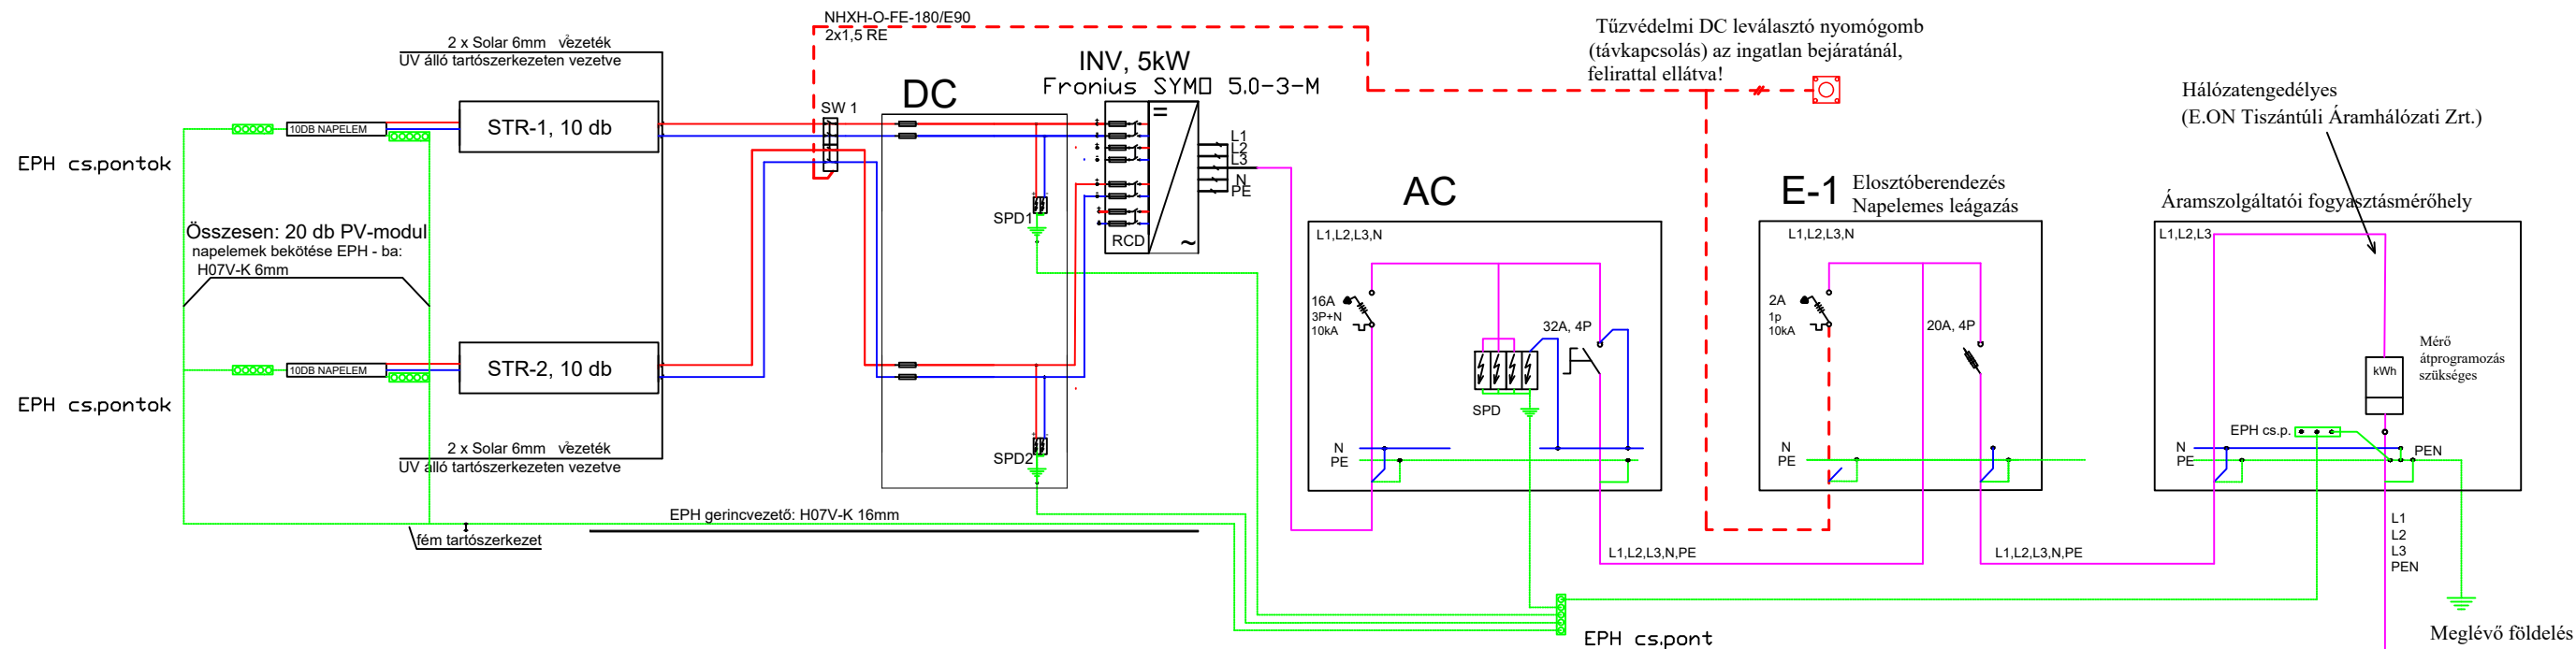 NHXH-O-FE-180/E90
2x1,5 RE
2 x Solar 6mm² vezeték
UV álló tartószerkezeten vezetve
Tűzvédelmi DC leválasztó nyomógomb
(távkapcsolás) az ingatlan bejáratánál,
felirattal ellátva!
INV, 5kW
Fronius SYMO 5.0-3-M
DC
SW 1
Hálózatengedélyes
(E.ON Tiszántúli Áramhálózati Zrt.)
10DB NAPELEM
STR-1, 10 db
EPH cs.pontok
L1
L2
L3
N
PE
RCD
SPD1
AC
E-1
Elosztóberendezés
Napelemes leágazás
Áramszolgáltatói fogyasztásmérőhely
Összesen: 20 db PV-modul
napelemek bekötése EPH - ba:
H07V-K 6mm
L1,L2,L3,N
L1,L2,L3,N
L1,L2,L3
16A
3P+N
10kA
32A, 4P
SPD
2A
1p
10kA
20A, 4P
Mérő
átprogramozás
szükséges
kWh
10DB NAPELEM
STR-2, 10 db
EPH cs.pontok
2 x Solar 6mm² vezeték
UV álló tartószerkezeten vezetve
SPD2
N
PE
N
PE
EPH cs.p.
N
PE
PEN
EPH gerincvezető: H07V-K 16mm
fém tartószerkezet
L1,L2,L3,N,PE
L1,L2,L3,N,PE
L1
L2
L3
PEN
EPH cs.pont
Meglévő földelés